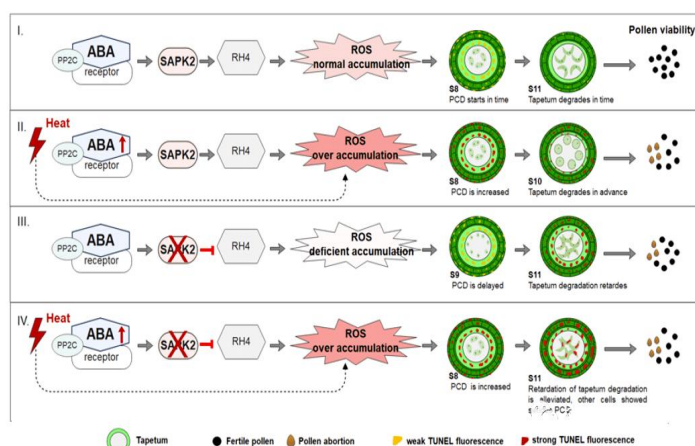 Pollen viability
I.
ABA
PP2C
receptor
SAPK2
RH4
ROS
normal accumulation
S8
PCD starts in time
S11
Tapetum degrades in time
II.
Heat
ABA
PP2C
receptor
SAPK2
RH4
ROS
over accumulation
S8
PCD is increased
S10
Tapetum degrades in advance
III.
ABA
PP2C
receptor
SAPK2
RH4
ROS
deficient accumulation
S9
PCD is delayed
S11
Tapetum degradation retardes
IV.
Heat
ABA
PP2C
receptor
SAPK2
RH4
ROS
over accumulation
S8
PCD is increased
S11
Retardation of tapetum degradation
is alleviated, other cells showed
PCD
Tapetum
Fertile pollen
Pollen abortion
weak TUNEL fluorescence
strong TUNEL fluorescence